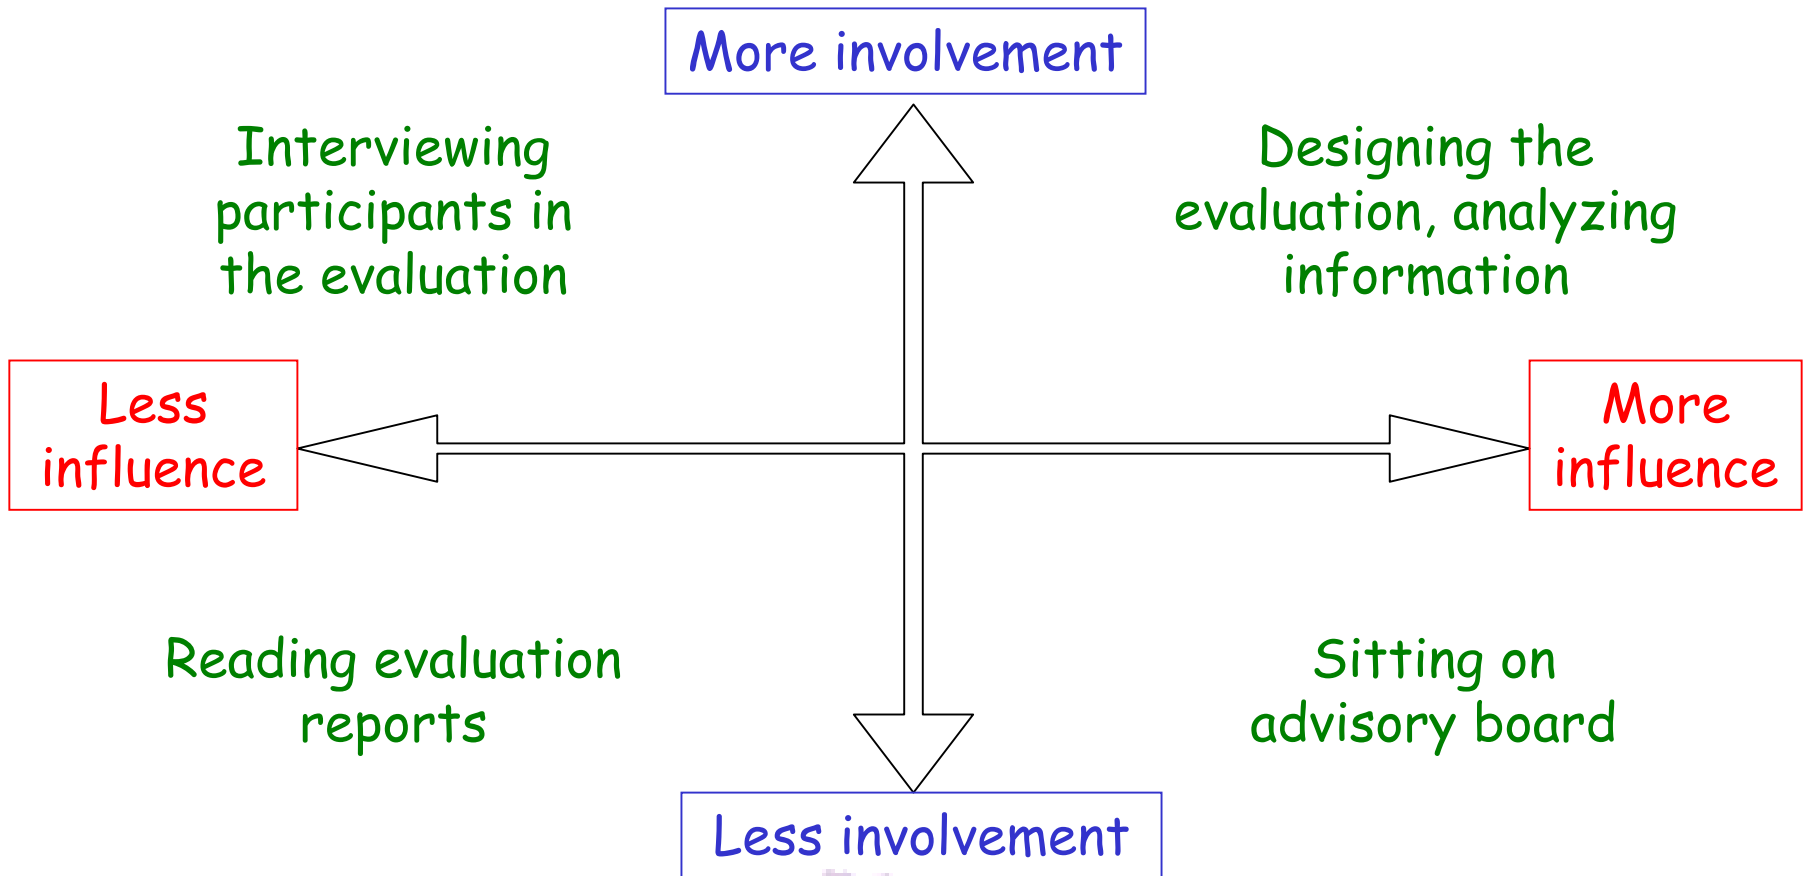 More involvement
Interviewing
participants in
the evaluation
Designing the
evaluation, analyzing
information
Less
influence
More
influence
Reading evaluation
reports
Sitting on
advisory board
Less involvement